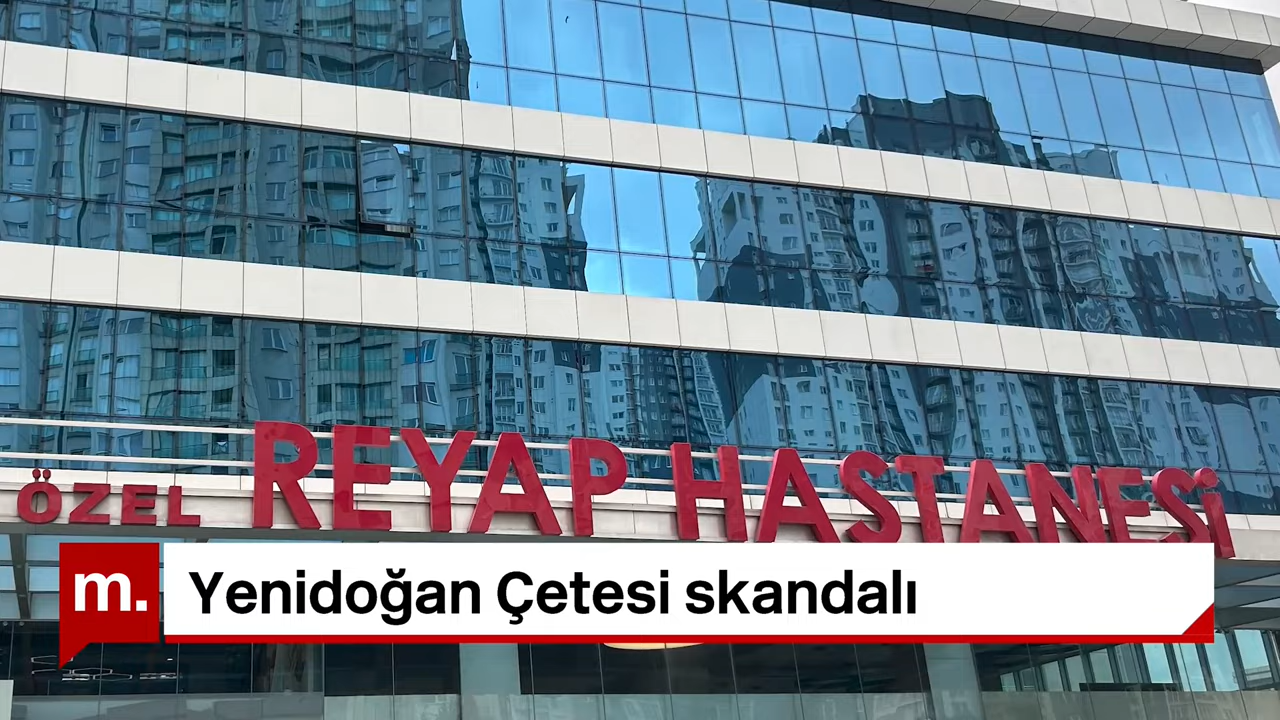 ÖZEL REYAP HASTANESİ
m. Yenidoğan Çetesi skandalı